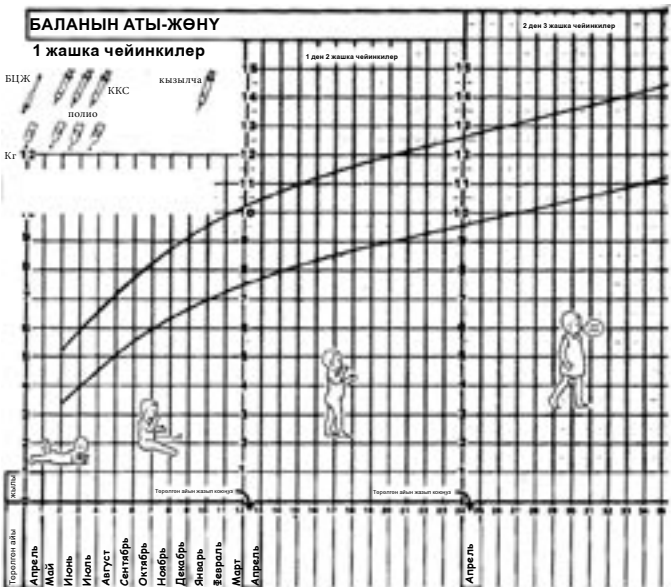 БАЛАНЫН АТЫ-ЖӨНҮ
1 жашка чейинкилер
1 ден 2 жашка чейинкилер
2 ден 3 жашка чейинкилер
БЦЖ
ККС
кызылча
полио
Кг
Төрөлгөн айын жазып коюңуз
Төрөлгөн айын жазып коюңуз
жылы
Төрөлгөн айы
Апрель
Май
Июнь
Июль
Август
Сентябрь
Октябрь
Ноябрь
Декабрь
Январь
Февраль
Март
Апрель
Апрель